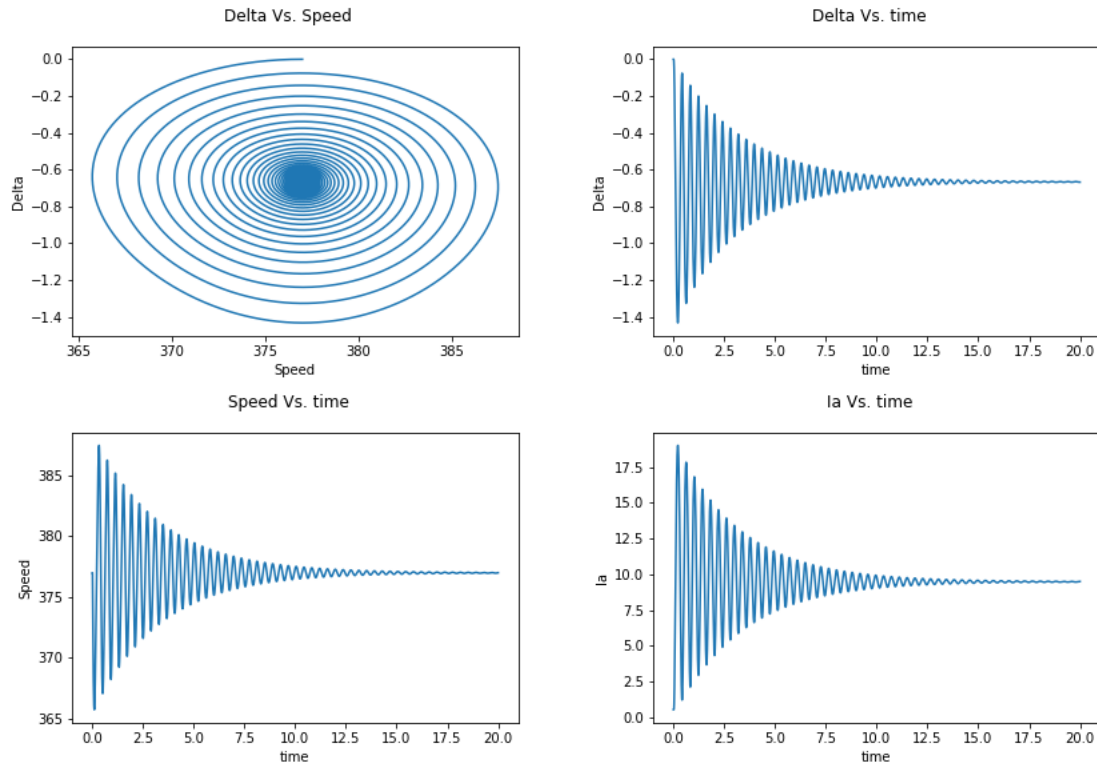 Delta Vs. Speed
0.0
−0.2
−0.4
−0.6
−0.8
−1.0
−1.2
−1.4
Delta
365 370 375 380 385
Speed
Delta Vs. time
0.0
−0.2
−0.4
−0.6
−0.8
−1.0
−1.2
−1.4
Delta
0.0 2.5 5.0 7.5 10.0 12.5 15.0 17.5 20.0
time
Speed Vs. time
385
380
375
370
365
Speed
0.0 2.5 5.0 7.5 10.0 12.5 15.0 17.5 20.0
time
Ia Vs. time
17.5
15.0
12.5
10.0
7.5
5.0
2.5
0.0
Ia
0.0 2.5 5.0 7.5 10.0 12.5 15.0 17.5 20.0
time